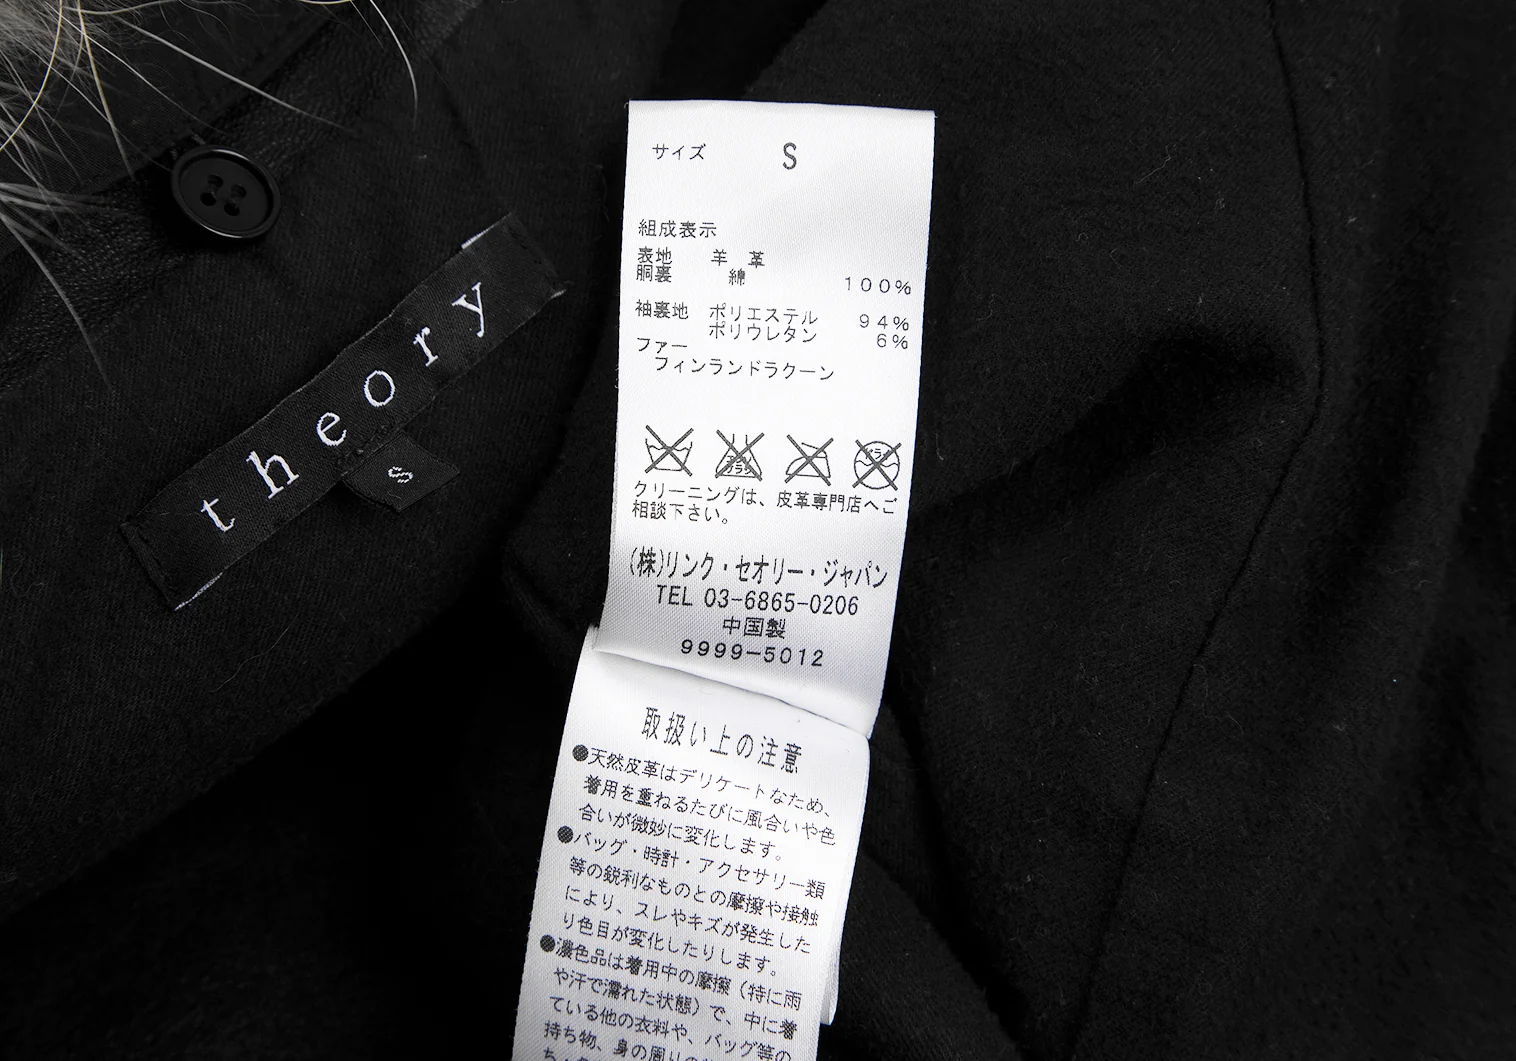 theory
S
サイズ S
組成表示
表地 羊 革
胴裏 綿 100%
袖裏地 ポリエステル 94%
ポリウレタン 6%
ファー
フィンランドラクーン
クリーニングは、皮革専門店へご
相談下さい。
(株)リンク・セオリー・ジャパン
TEL 03-6865-0206
中国製
9999-5012
取扱い上の注意
●天然皮革はデリケートなため、
着用を重ねるたびに風合いや色
合いが微妙に変化します。
●バッグ・時計・アクセサリー類
等の鋭利なものとの摩擦や接触
により、スレやキズが発生した
り色目が変化したりします。
●濃色品は着用中の摩擦（特に雨
や汗で濡れた状態）で、中に着
ている他の衣料や、バッグ等の
持ち物、身の周りの